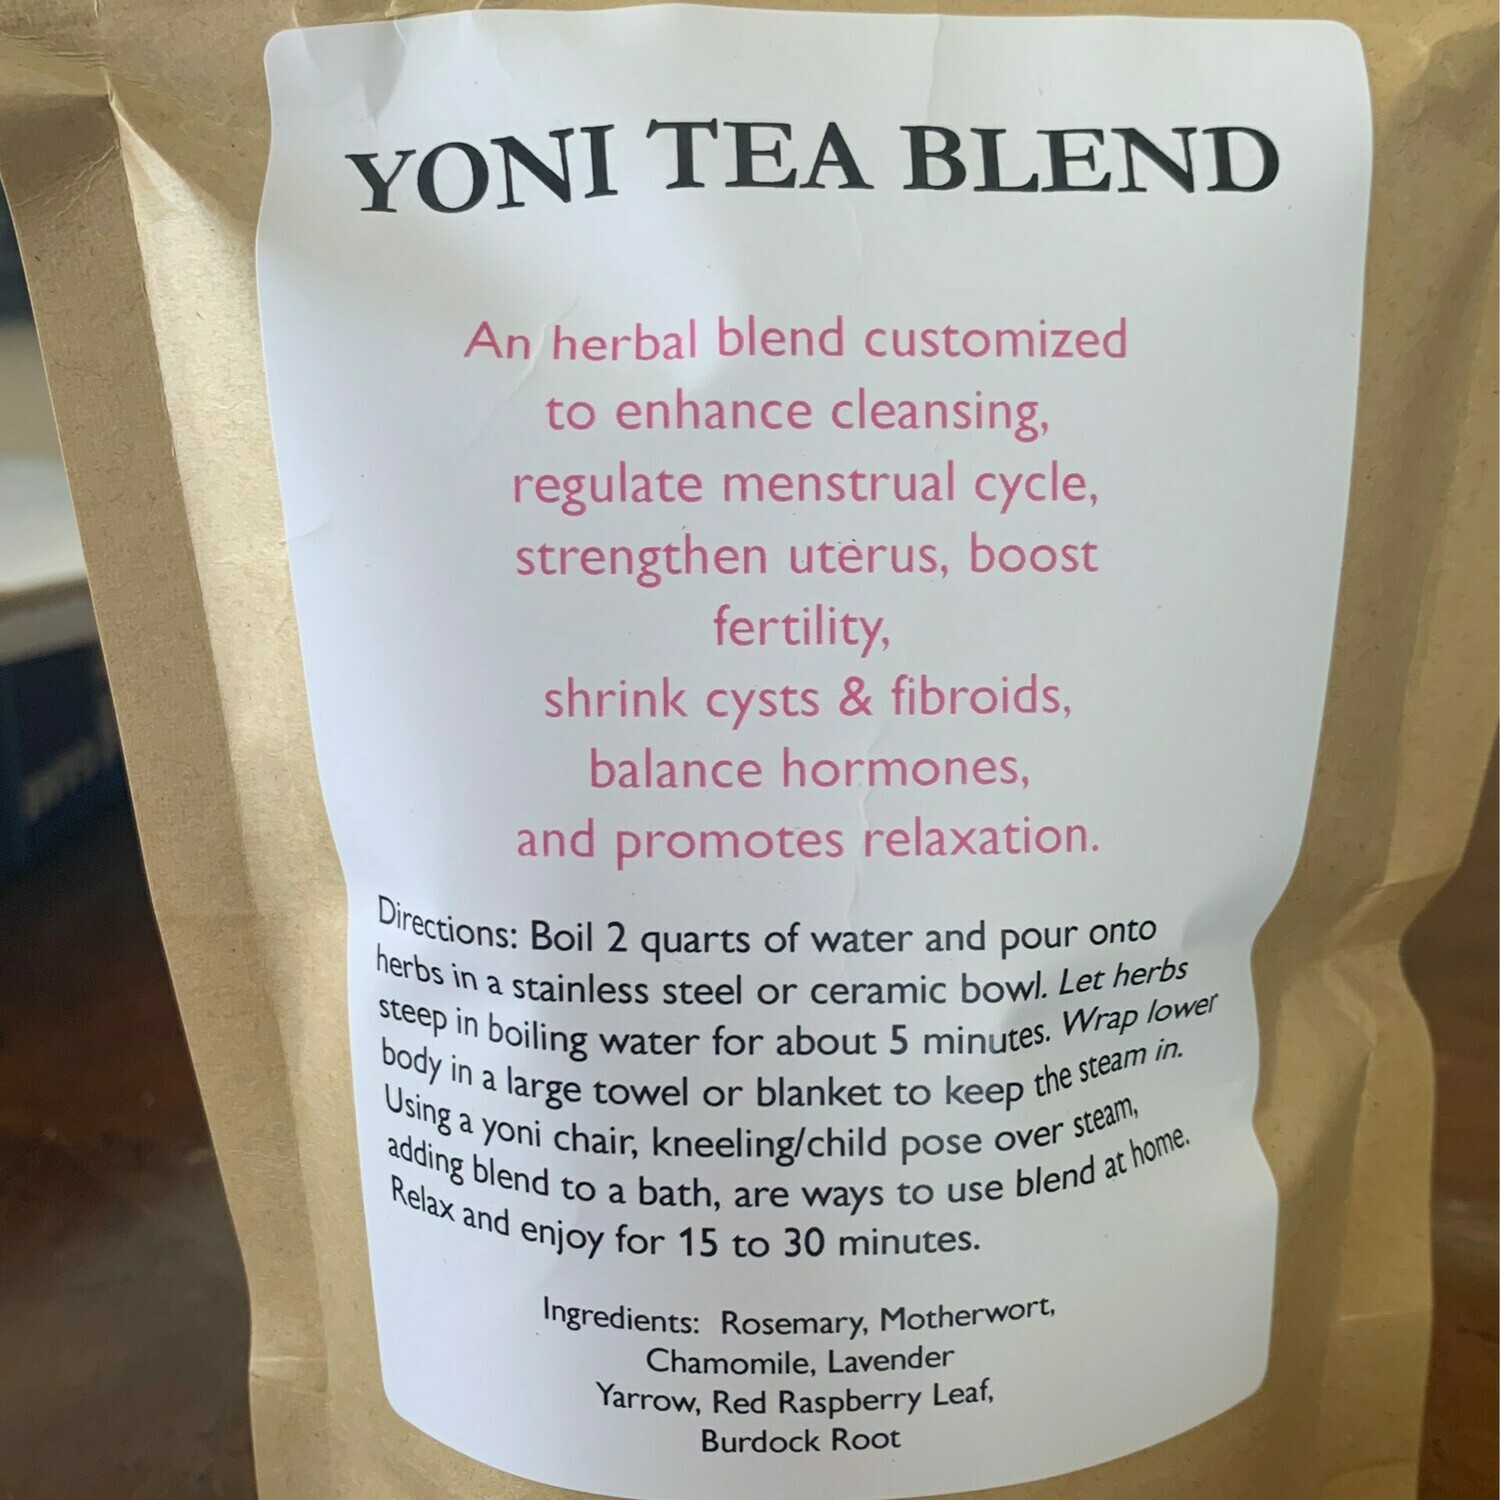 YONI TEA BLEND
An herbal blend customized
to enhance cleansing,
regulate menstrual cycle,
strengthen uterus, boost
fertility,
shrink cysts & fibroids,
balance hormones,
and promotes relaxation.
Directions: Boil 2 quarts of water and pour onto
herbs in a stainless steel or ceramic bowl. Let herbs
steep in boiling water for about 5 minutes. Wrap lower
body in a large towel or blanket to keep the steam in.
Using a yoni chair, kneeling/child pose over steam,
adding blend to a bath, are ways to use blend at home.
Relax and enjoy for 15 to 30 minutes.
Ingredients: Rosemary, Motherwort,
Chamomile, Lavender
Yarrow, Red Raspberry Leaf,
Burdock Root